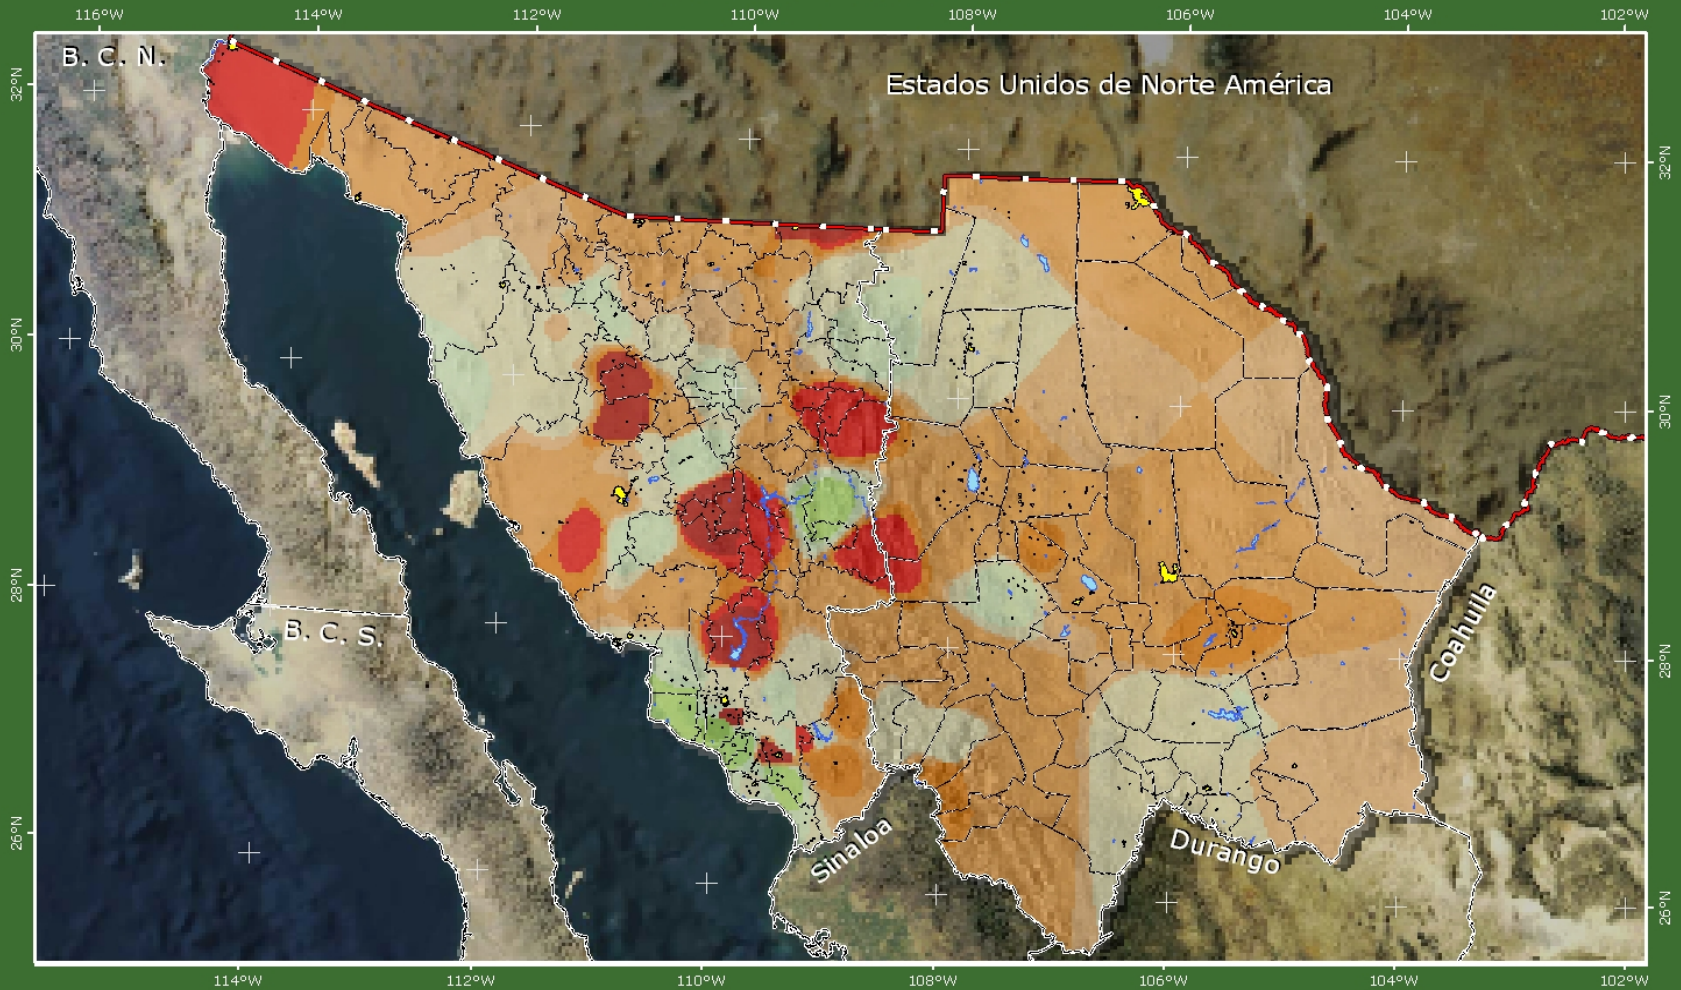 116°W 114°W 112°W 110°W 108°W 106°W 104°W 102°W
B. C. N.
Estados Unidos de Norte América
32°N
32°N
30°N
30°N
28°N
B. C. S.
Coahuila
28°N
26°N
Sinaloa
Durango
26°N
114°W 112°W 110°W 108°W 106°W 104°W 102°W